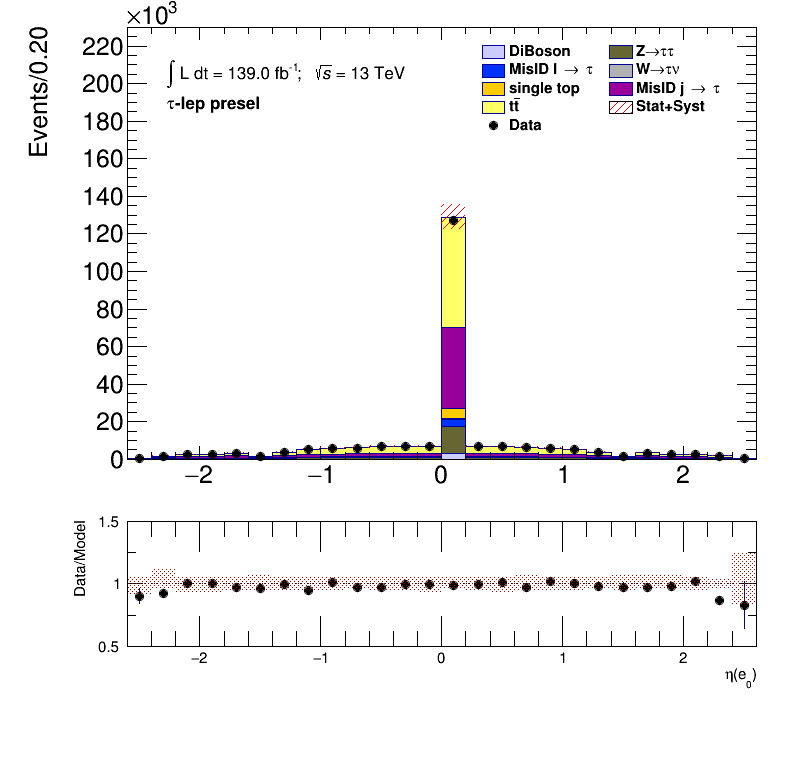 ×10³
Events/0.20
220
200
180
160
140
120
100
80
60
40
20
0
∫ L dt = 139.0 fb⁻¹; √s = 13 TeV
τ-lep presel
DiBoson
MisID l → τ
single top
tt̄
Data
Z→ττ
W→τν
MisID j → τ
Stat+Syst
−2
−1
0
1
2
Data/Model
1.5
1
0.5
−2
−1
0
1
2
η(e₀)